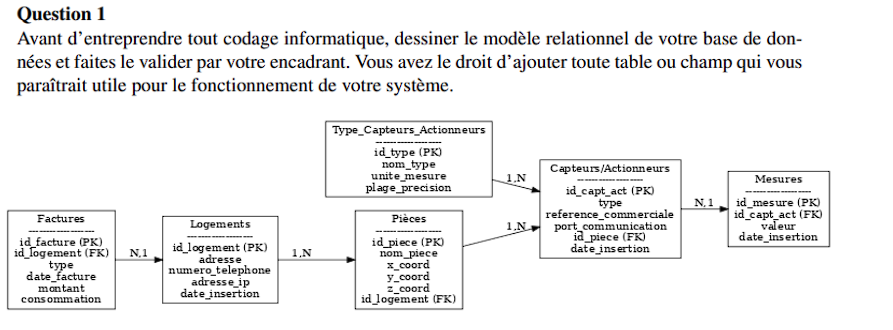 Question 1
Avant d'entreprendre tout codage informatique, dessiner le modèle relationnel de votre base de don-
nées et faites le valider par votre encadrant. Vous avez le droit d'ajouter toute table ou champ qui vous
paraîtrait utile pour le fonctionnement de votre système.
Type_Capteurs_Actionneurs
--------------------
id_type (PK)
nom_type
unite_mesure
plage_precision
1,N
Capteurs/Actionneurs
--------------------
id_capt_act (PK)
type
reference_commerciale
port_communication
id_piece (FK)
date_insertion
N,1
Mesures
--------------------
id_mesure (PK)
id_capt_act (FK)
valeur
date_insertion
Factures
--------------------
id_facture (PK)
id_logement (FK)
type
date_facture
montant
consommation
N,1
Logements
--------------------
id_logement (PK)
adresse
numero_telephone
adresse_ip
date_insertion
1,N
Pièces
--------------------
id_piece (PK)
nom_piece
x_coord
y_coord
z_coord
id_logement (FK)
1,N